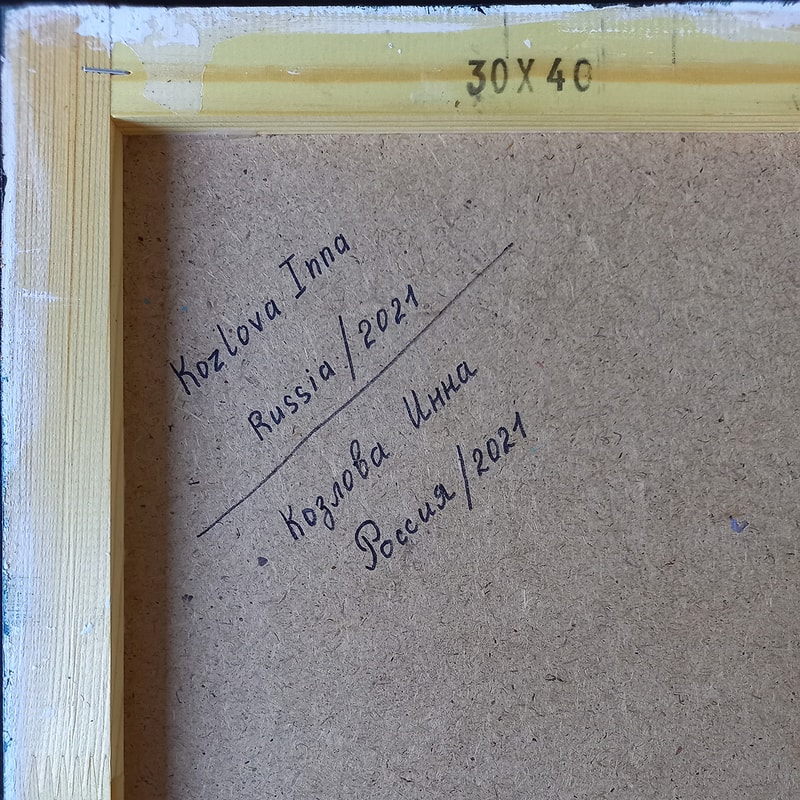 30X40
Kozlova Inna
Russia/2021
Козлова Инна
Россия/2021